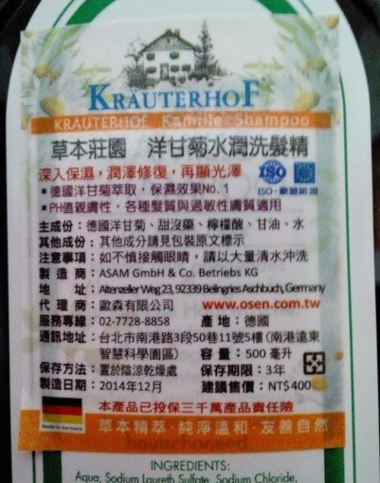 KRÄUTERHOF
KRÄUTERHOF Kamille Shampoo
草本莊園 洋甘菊水潤洗髮精
深入保濕，潤澤修復，再顯光澤
▪德國洋甘菊萃取，保濕效果No. 1
▪PH值親膚性，各種髮質與過敏性膚質適用
ISO
ISO、歐盟認證
主成份：德國洋甘菊、甜沒藥、檸檬酸、甘油、水
其他成份：其他成分請見包裝原文標示
注意事項：如不慎接觸眼睛，請以大量清水沖洗
製造商：ASAM GmbH & Co. Betriebs KG
地址：Altenzeller Weg 23, 92339 Beilngries Aschbuch, Germany
代理商：歐森有限公司 www.osen.com.tw
服務專線：02-7728-8858 產地：德國
通訊地址：台北市南港路3段50巷11號5樓（南港遠東
智慧科學園區） 容量：500 毫升
保存方法：置於陰涼乾燥處 保存期限：3年
製造日期：2014年12月 建議售價：NT$400
本產品已投保三千萬產品責任險
Made in Germany
草本精萃．純淨溫和．友善自然
hautschonend
INGREDIENTS:
Aqua, Sodium Laureth Sulfate, Sodium Chloride,